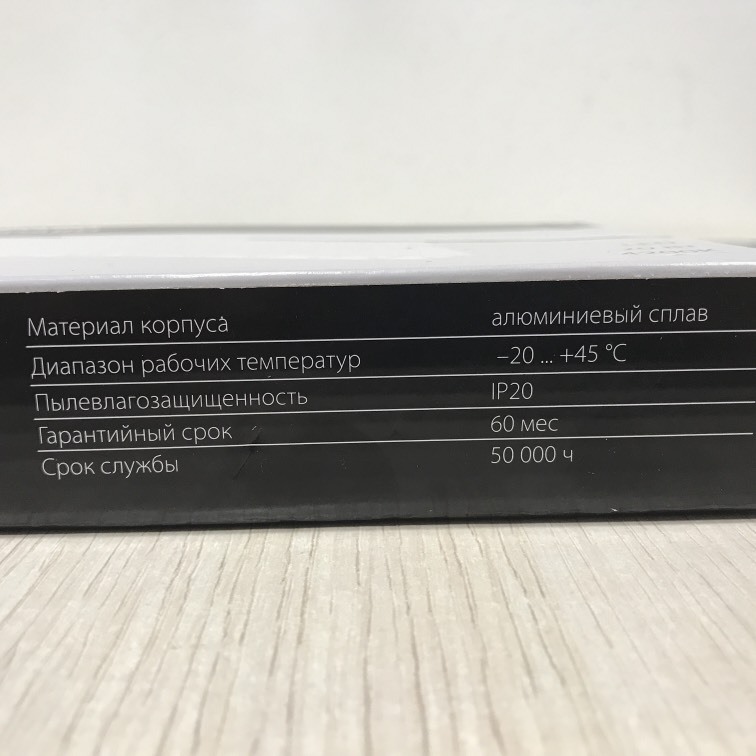 Материал корпуса алюминиевый сплав
Диапазон рабочих температур –20 ... +45 °C
Пылевлагозащищенность IP20
Гарантийный срок 60 мес
Срок службы 50 000 ч